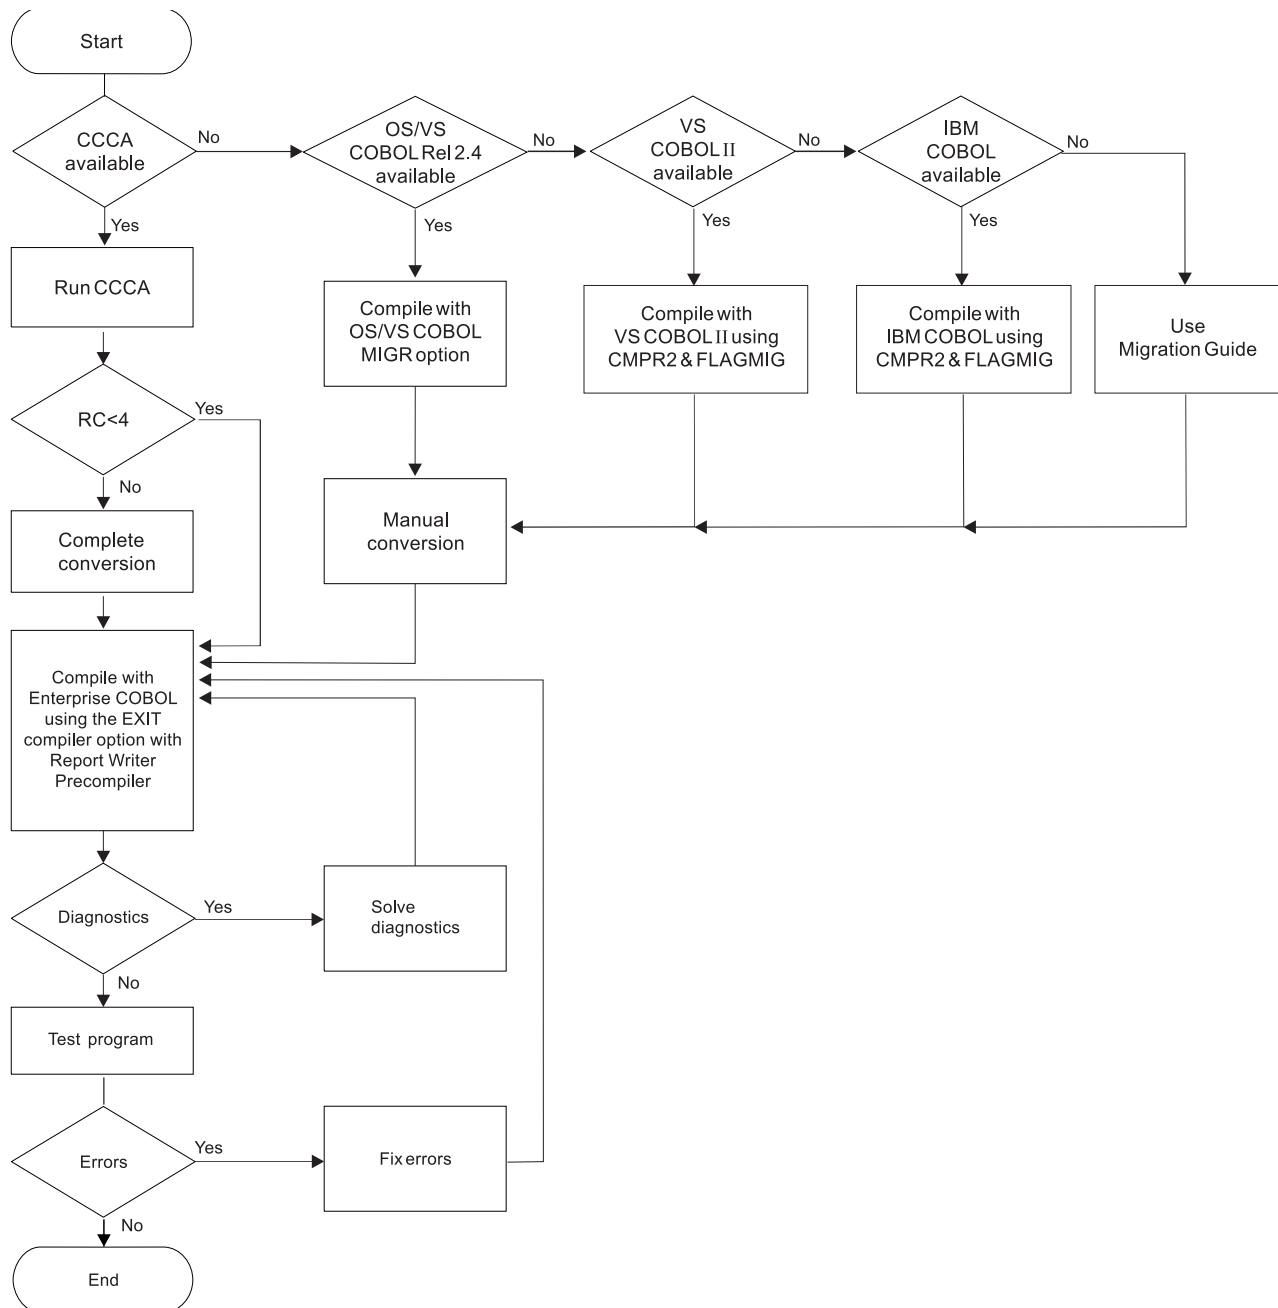 Start
CCCA
available
No
OS/VS
COBOL Rel 2.4
available
No
VS
COBOL II
available
No
IBM
COBOL
available
No
Yes
Yes
Yes
Yes
Run CCCA
Compile with
OS/VS COBOL
MIGR option
Compile with
VS COBOL II using
CMPR2 & FLAGMIG
Compile with
IBM COBOL using
CMPR2 & FLAGMIG
Use
Migration Guide
RC<4
Yes
No
Complete
conversion
Manual
conversion
Compile with
Enterprise COBOL
using the EXIT
compiler option with
Report Writer
Precompiler
Diagnostics
Yes
Solve
diagnostics
No
Test program
Errors
Yes
Fix errors
No
End